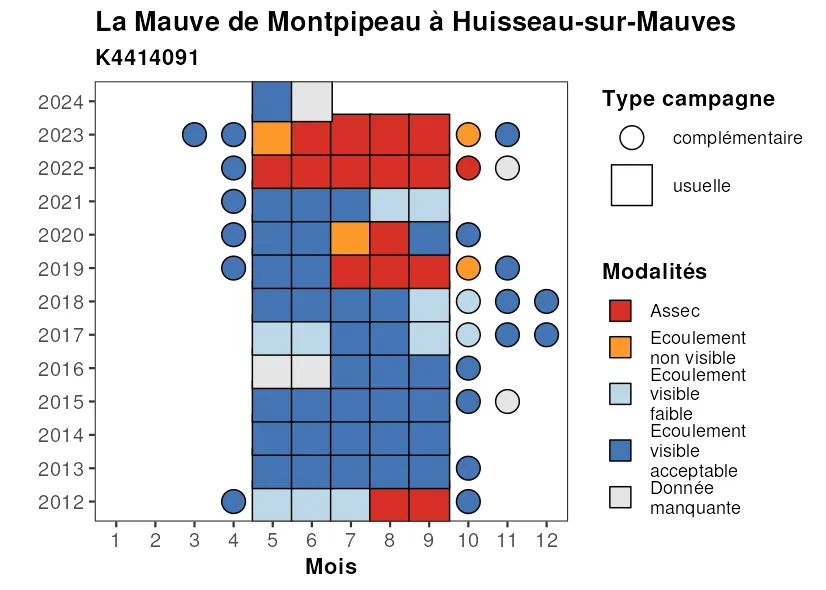 La Mauve de Montpipeau à Huisseau-sur-Mauves
K4414091
2024
2023
2022
2021
2020
2019
2018
2017
2016
2015
2014
2013
2012
1 2 3 4 5 6 7 8 9 10 11 12
Mois
Type campagne
complémentaire
usuelle
Modalités
Assec
Ecoulement
non visible
Ecoulement
visible
faible
Ecoulement
visible
acceptable
Donnée
manquante